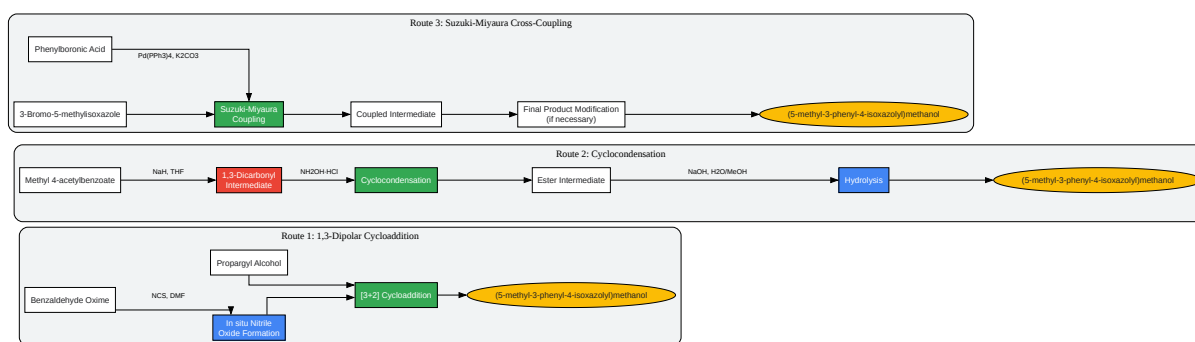 Route 3: Suzuki-Miyaura Cross-Coupling
Phenylboronic Acid
Pd(PPh3)4, K2CO3
3-Bromo-5-methylisoxazole
Suzuki-Miyaura
Coupling
Coupled Intermediate
Final Product Modification
(if necessary)
(5-methyl-3-phenyl-4-isoxazolyl)methanol
Route 2: Cyclocondensation
Methyl 4-acetylbenzoate
NaH, THF
1,3-Dicarbonyl
Intermediate
NH2OH·HCl
Cyclocondensation
Ester Intermediate
NaOH, H2O/MeOH
Hydrolysis
(5-methyl-3-phenyl-4-isoxazolyl)methanol
Route 1: 1,3-Dipolar Cycloaddition
Propargyl Alcohol
Benzaldehyde Oxime
NCS, DMF
In situ Nitrile
Oxide Formation
[3+2] Cycloaddition
(5-methyl-3-phenyl-4-isoxazolyl)methanol